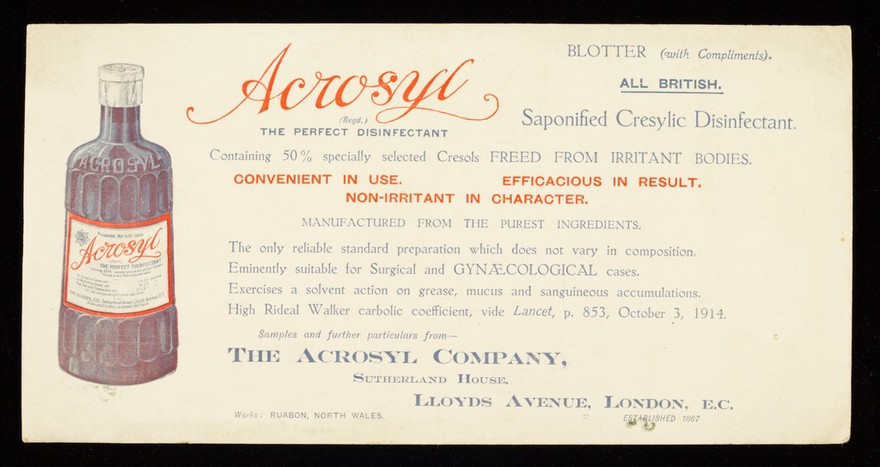 BLOTTER (with Compliments).
Acrosyl
ALL BRITISH.
(Regd.)
THE PERFECT DISINFECTANT
Saponified Cresylic Disinfectant.
Containing 50% specially selected Cresols FREED FROM IRRITANT BODIES.
CONVENIENT IN USE. EFFICACIOUS IN RESULT.
NON-IRRITANT IN CHARACTER.
MANUFACTURED FROM THE PUREST INGREDIENTS.
The only reliable standard preparation which does not vary in composition.
Eminently suitable for Surgical and GYNÆCOLOGICAL cases.
Exercises a solvent action on grease, mucus and sanguineous accumulations.
High Rideal Walker carbolic coefficient, vide Lancet, p. 853, October 3, 1914.
Samples and further particulars from—
THE ACROSYL COMPANY,
SUTHERLAND HOUSE,
LLOYDS AVENUE, LONDON, E.C.
Works: RUABON, NORTH WALES.
ESTABLISHED 1867
ACROSYL
Acrosyl
THE PERFECT DISINFECTANT